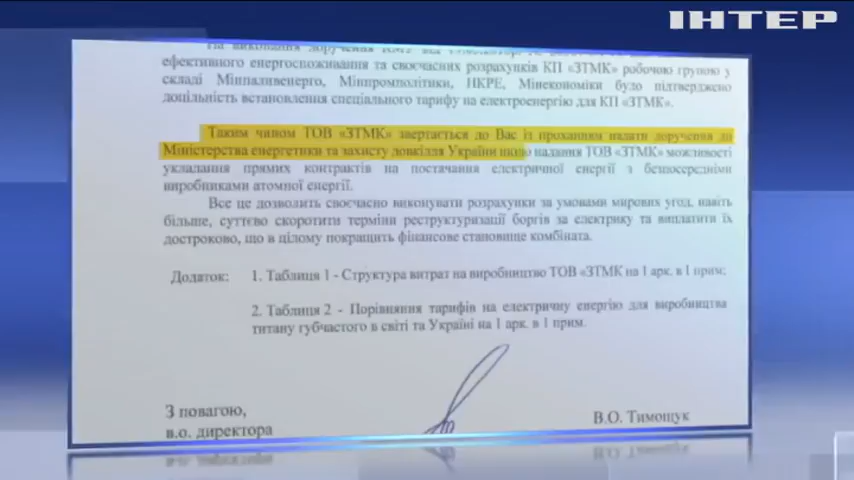 ІНТЕР
На виконання доручення КМУ від
ефективного енергоспоживання та своєчасних розрахунків КП «ЗТМК» робочою групою у
складі Мінпаливенерго, Мінпромполітики, НКРЕ, Мінекономіки було підтверджено
доцільність встановлення спеціального тарифу на електроенергію для КП «ЗТМК».
Таким чином ТОВ «ЗТМК» звертається до Вас із проханням надати доручення до
Міністерства енергетики та захисту довкілля України щодо надання ТОВ «ЗТМК» можливості
укладання прямих контрактів на постачання електричної енергії з безпосередніми
виробниками атомної енергії.
Все це дозволить своєчасно виконувати розрахунки за умовами мирових угод, навіть
більше, суттєво скоротити терміни реструктуризації боргів за електрику та виплатити їх
достроково, що в цілому покращить фінансове становище комбіната.
Додаток: 1. Таблиця 1 - Структура витрат на виробництво ТОВ «ЗТМК на 1 арк. в 1 прим;
2. Таблиця 2 - Порівняння тарифів на електричну енергію для виробництва
титану губчастого в світі та Україні на 1 арк. в 1 прим.
З повагою,
в.о. директора В.О. Тимощук